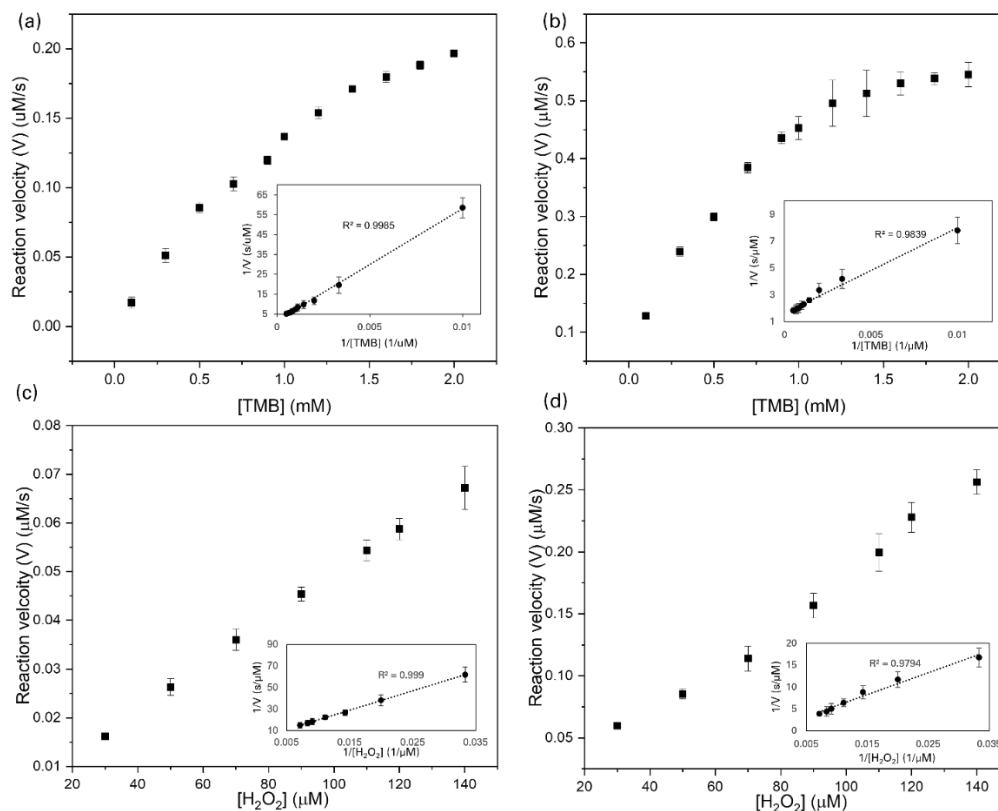 (a)
Reaction velocity (V) (uM/s)
0.20
0.15
0.10
0.05
0.00
0.0 0.5 1.0 1.5 2.0
[TMB] (mM)
1/V (s/uM)
65
55
45
35
25
15
5
R² = 0.9985
0.005 0.01
1/[TMB] (1/uM)
(b)
Reaction velocity (V) (μM/s)
0.6
0.5
0.4
0.3
0.2
0.1
0.0 0.5 1.0 1.5 2.0
[TMB] (mM)
1/V (s/μM)
9
7
5
3
1
R² = 0.9839
0.005 0.01
1/[TMB] (1/μM)
(c)
Reaction velcoity (V) (μM/s)
0.08
0.07
0.06
0.05
0.04
0.03
0.02
0.01
20 40 60 80 100 120 140
[H₂O₂] (μM)
1/V (s/μM)
90
70
50
30
10
R² = 0.999
0.005 0.015 0.025 0.035
1/[H₂O₂] (1/μM)
(d)
Reaction velocity (V) (μM/s)
0.30
0.25
0.20
0.15
0.10
0.05
20 40 60 80 100 120 140
[H₂O₂] (μM)
1/V (s/μM)
20
15
10
5
0
R² = 0.9794
0.005 0.015 0.025 0.035
1/[H₂O₂] (1/μM)